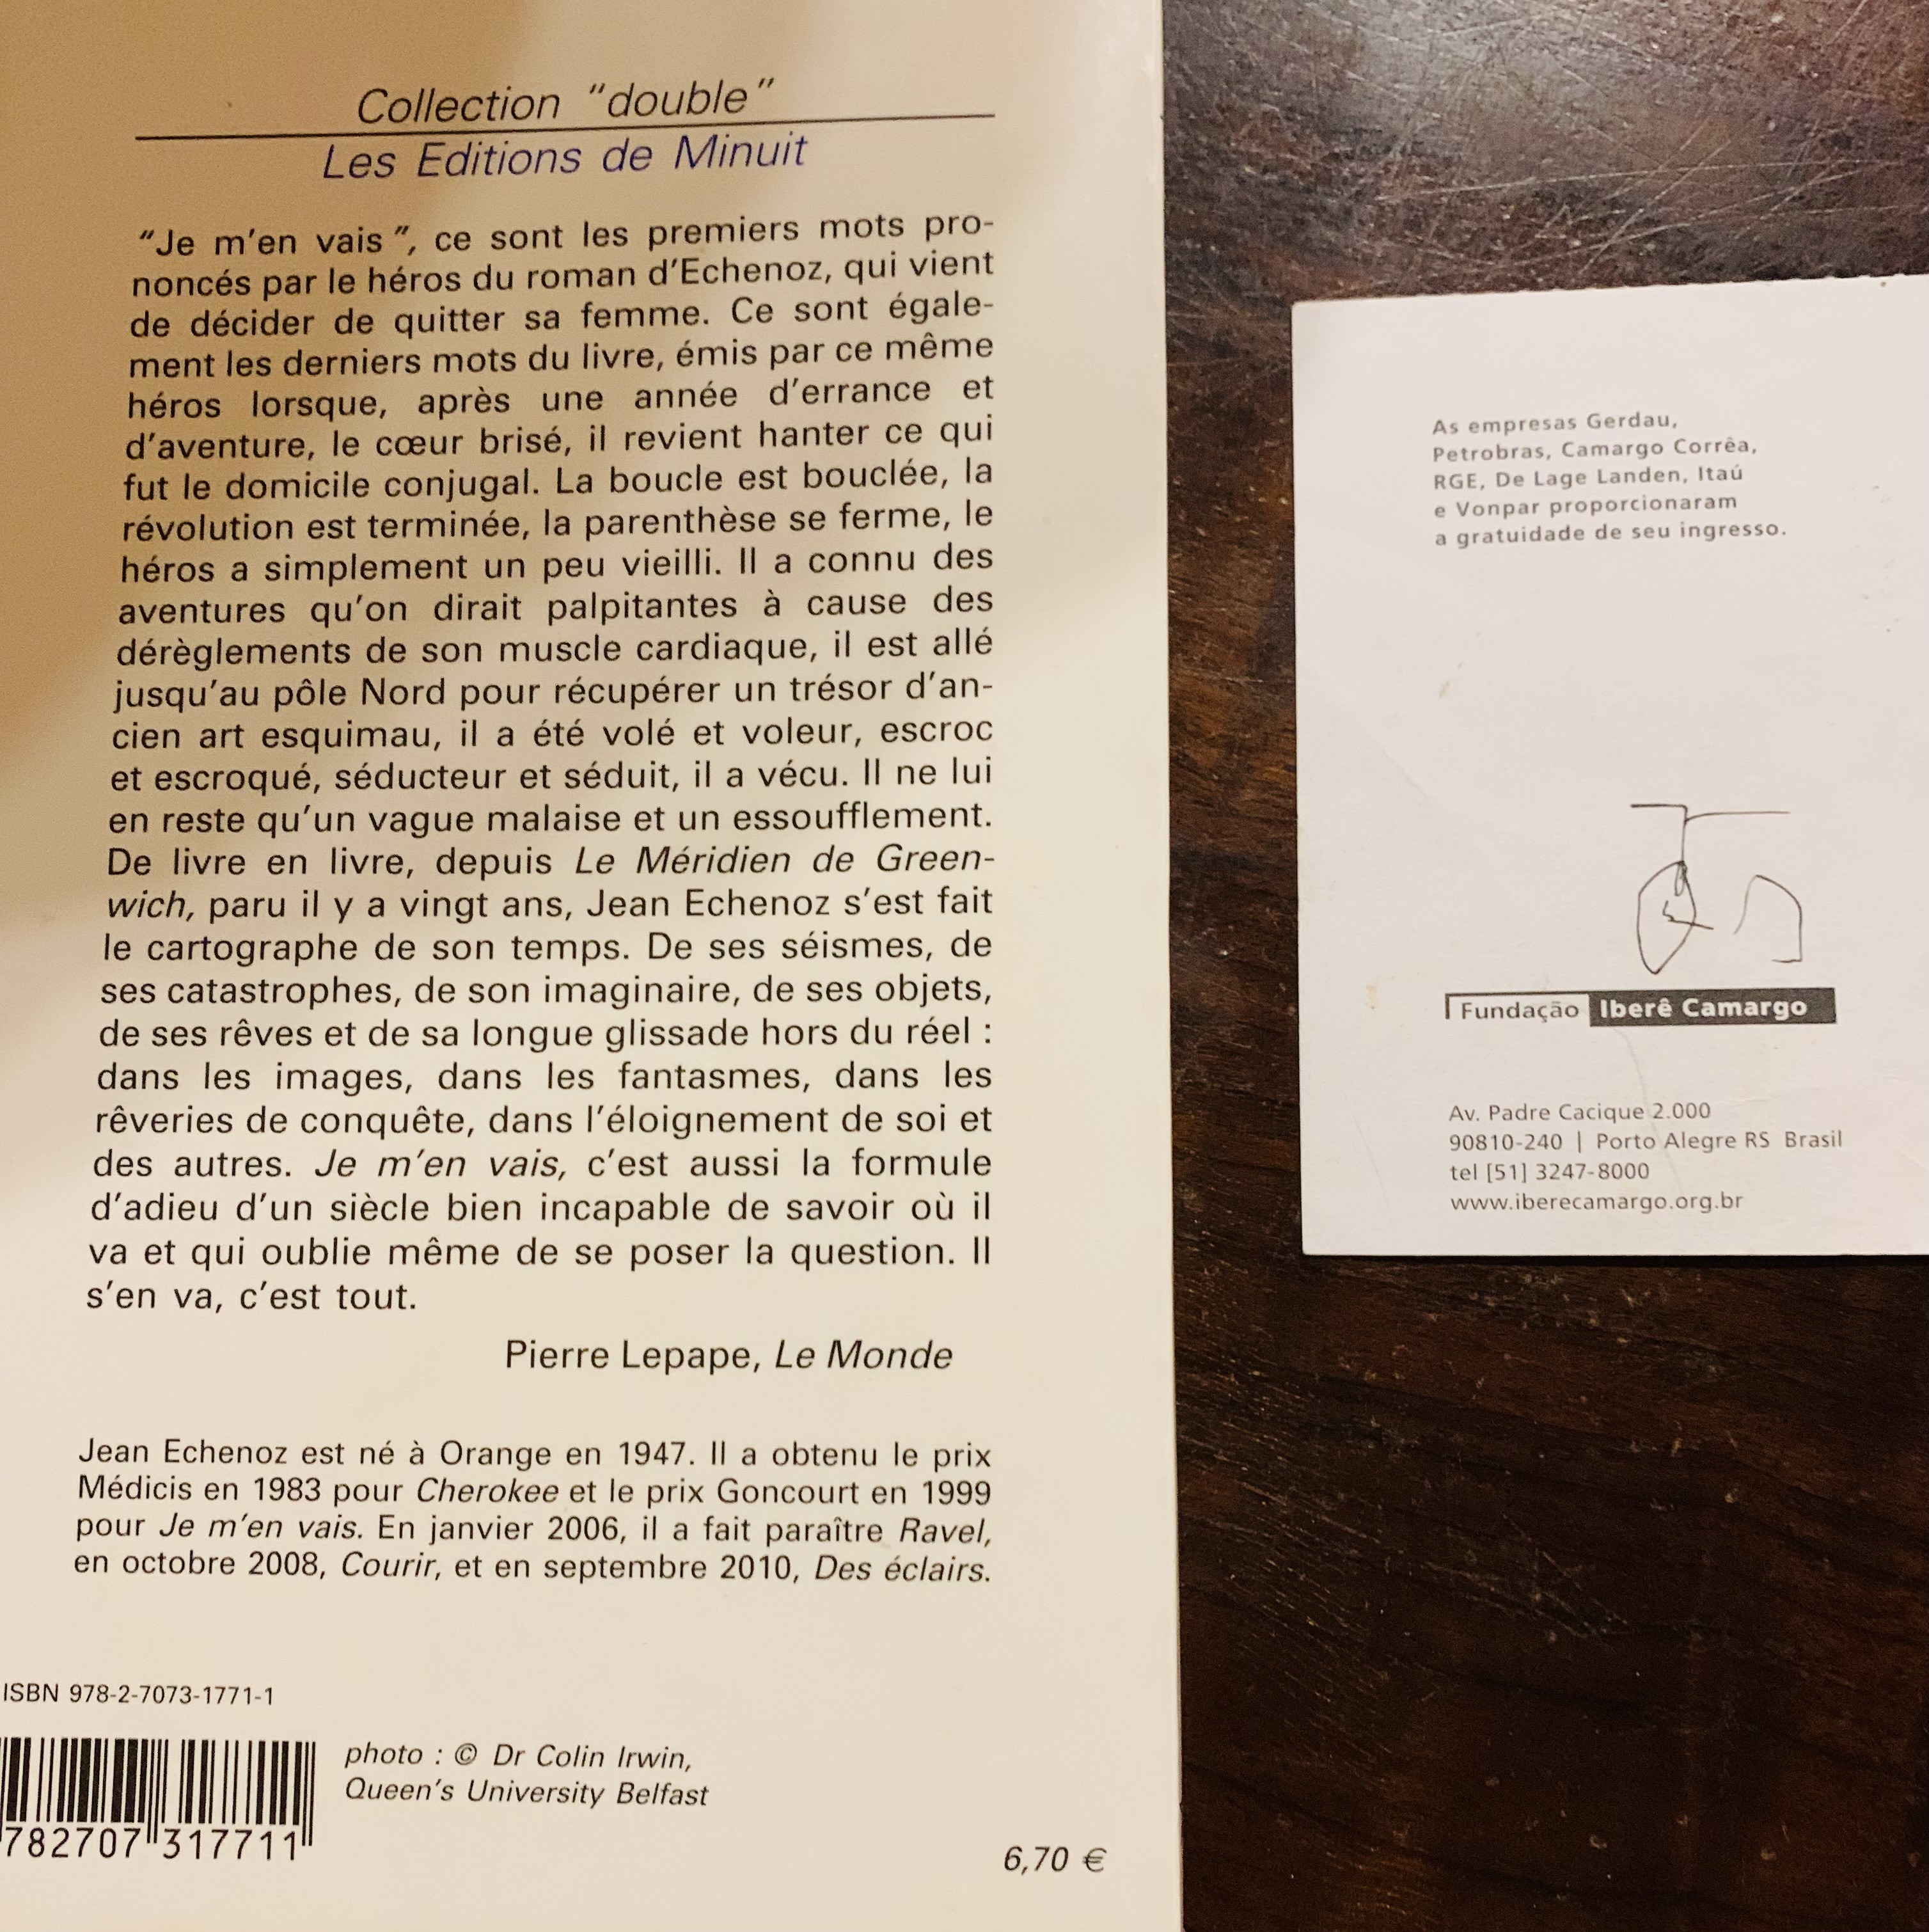 Collection "double"
Les Editions de Minuit
"Je m'en vais", ce sont les premiers mots pro-
noncés par le héros du roman d'Echenoz, qui vient
de décider de quitter sa femme. Ce sont égale-
ment les derniers mots du livre, émis par ce même
héros lorsque, après une année d'errance et
d'aventure, le cœur brisé, il revient hanter ce qui
fut le domicile conjugal. La boucle est bouclée, la
révolution est terminée, la parenthèse se ferme, le
héros a simplement un peu vieilli. Il a connu des
aventures qu'on dirait palpitantes à cause des
dérèglements de son muscle cardiaque, il est allé
jusqu'au pôle Nord pour récupérer un trésor d'an-
cien art esquimau, il a été volé et voleur, escroc
et escroqué, séducteur et séduit, il a vécu. Il ne lui
en reste qu'un vague malaise et un essoufflement.
De livre en livre, depuis Le Méridien de Green-
wich, paru il y a vingt ans, Jean Echenoz s'est fait
le cartographe de son temps. De ses séismes, de
ses catastrophes, de son imaginaire, de ses objets,
de ses rêves et de sa longue glissade hors du réel :
dans les images, dans les fantasmes, dans les
rêveries de conquête, dans l'éloignement de soi et
des autres. Je m'en vais, c'est aussi la formule
d'adieu d'un siècle bien incapable de savoir où il
va et qui oublie même de se poser la question. Il
s'en va, c'est tout.
Pierre Lepape, Le Monde
Jean Echenoz est né à Orange en 1947. Il a obtenu le prix
Médicis en 1983 pour Cherokee et le prix Goncourt en 1999
pour Je m'en vais. En janvier 2006, il a fait paraître Ravel,
en octobre 2008, Courir, et en septembre 2010, Des éclairs.
ISBN 978-2-7073-1771-1
782707 317711
photo : © Dr Colin Irwin,
Queen's University Belfast
6,70 €
As empresas Gerdau,
Petrobras, Camargo Corrêa,
RGE, De Lage Landen, Itaú
e Vonpar proporcionaram
a gratuidade de seu ingresso.
Fundação Iberê Camargo
Av. Padre Cacique 2.000
90810-240 | Porto Alegre RS Brasil
tel [51] 3247-8000
www.iberecamargo.org.br